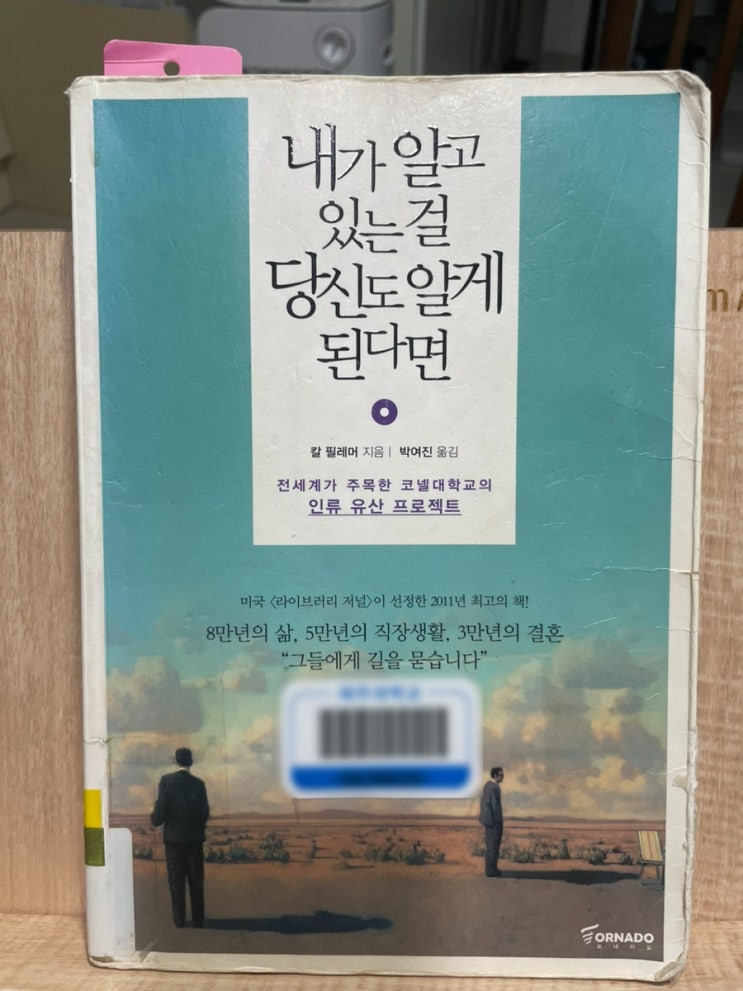 내가 알고
있는 걸
당신도 알게
된다면
칼 필레머 지음 | 박여진 옮김
전세계가 주목한 코넬대학교의
인류 유산 프로젝트
미국 〈라이브러리 저널〉이 선정한 2011년 최고의 책!
8만년의 삶, 5만년의 직장생활, 3만년의 결혼
“그들에게 길을 묻습니다”
TORNADO
토네이도